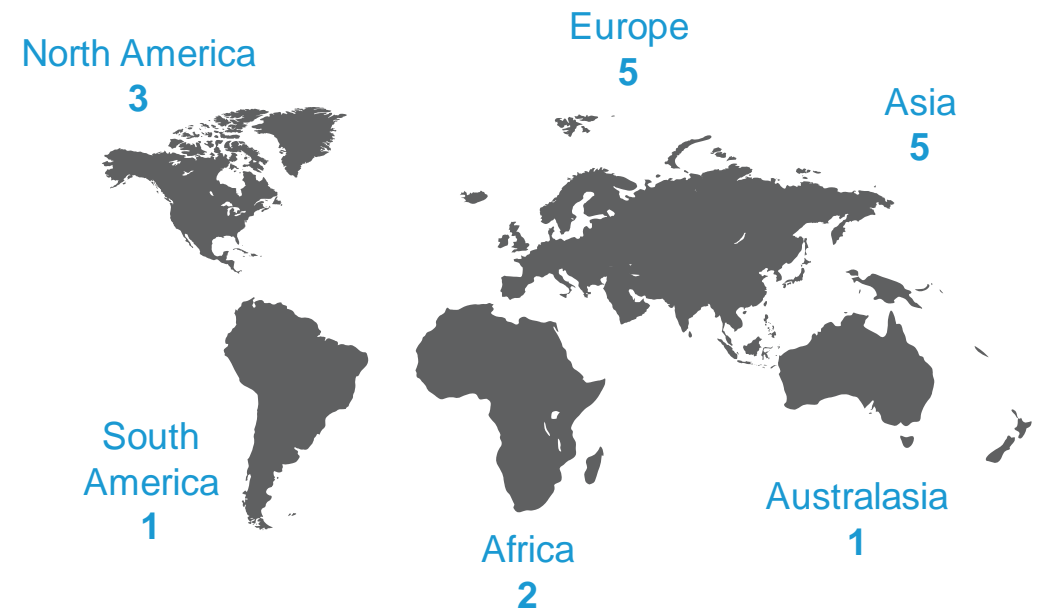 North America
3
Europe
5
Asia
5
South
America
1
Africa
2
Australasia
1